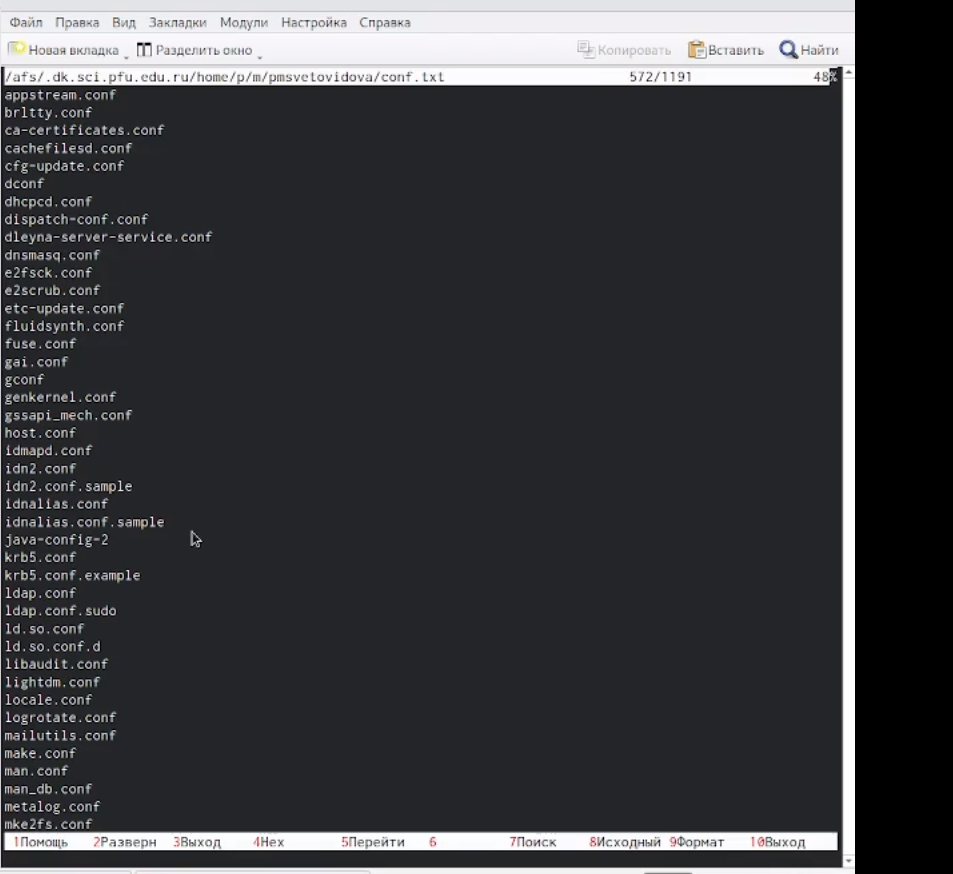 Файл Правка Вид Закладки Модули Настройка Справка
Новая вкладка Разделить окно Копировать Вставить Найти
/afs/.dk.sci.pfu.edu.ru/home/p/m/pmsvetovidova/conf.txt 572/1191 48%
appstream.conf
brltty.conf
ca-certificates.conf
cachefilesd.conf
cfg-update.conf
dconf
dhcpcd.conf
dispatch-conf.conf
dleyna-server-service.conf
dnsmasq.conf
e2fsck.conf
e2scrub.conf
etc-update.conf
fluidsynth.conf
fuse.conf
gai.conf
gconf
genkernel.conf
gssapi_mech.conf
host.conf
idmapd.conf
idn2.conf
idn2.conf.sample
idnalias.conf
idnalias.conf.sample
java-config-2
krb5.conf
krb5.conf.example
ldap.conf
ldap.conf.sudo
ld.so.conf
ld.so.conf.d
libaudit.conf
lightdm.conf
locale.conf
logrotate.conf
mailutils.conf
make.conf
man.conf
man_db.conf
metalog.conf
mke2fs.conf
1Помощь 2Разверн 3Выход 4Hex 5Перейти 6 7Поиск 8Исходный 9Формат 10Выход